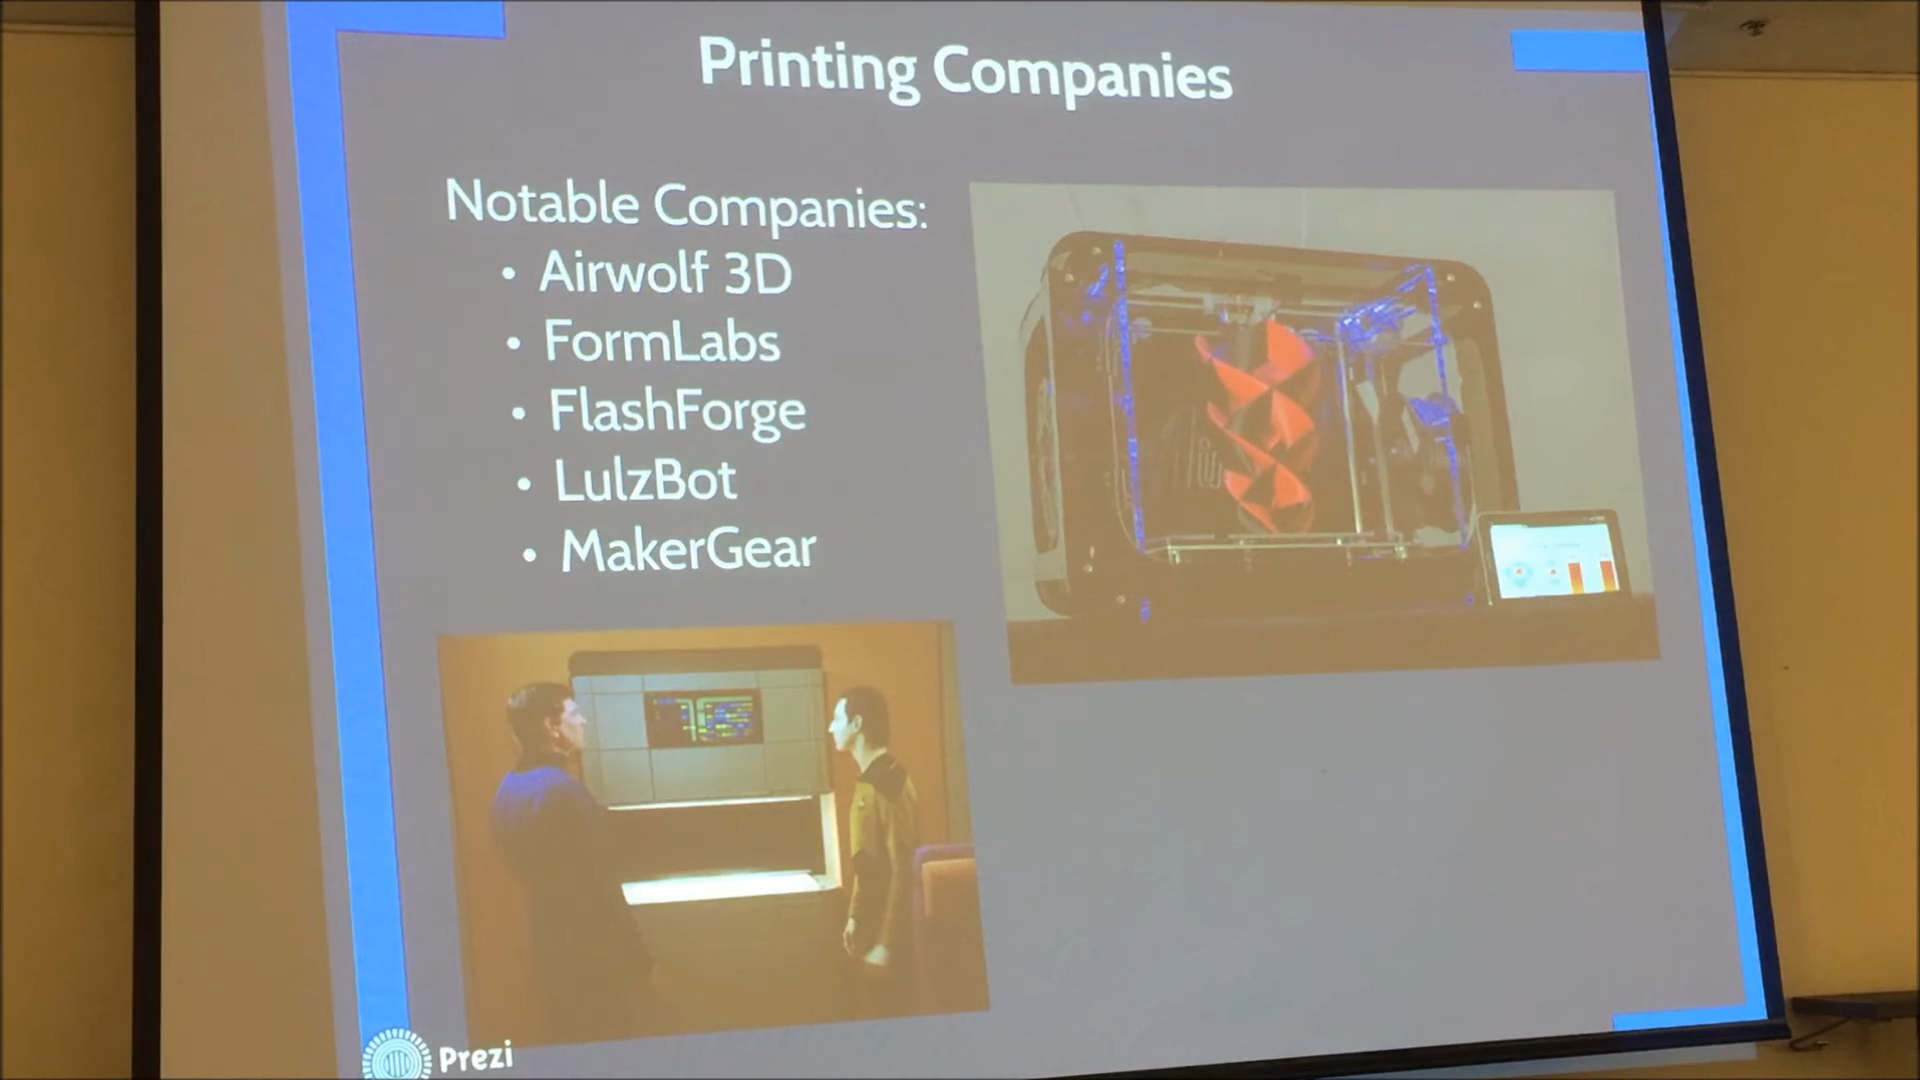 Printing Companies
Notable Companies:
• Airwolf 3D
• FormLabs
• FlashForge
• LulzBot
• MakerGear
Prezi